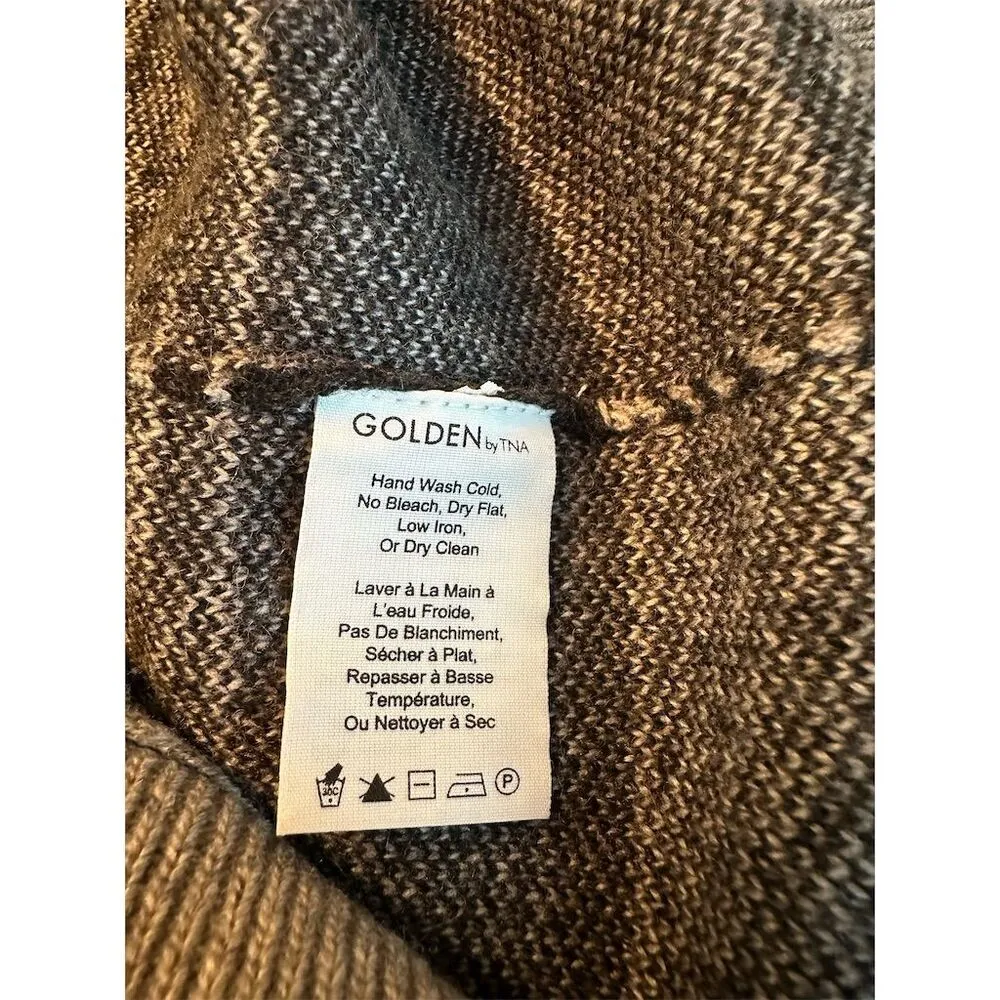 GOLDEN by TNA
Hand Wash Cold,
No Bleach, Dry Flat,
Low Iron,
Or Dry Clean
Laver à La Main à
L'eau Froide,
Pas De Blanchiment,
Sécher à Plat,
Repasser à Basse
Température,
Ou Nettoyer à Sec
30C P